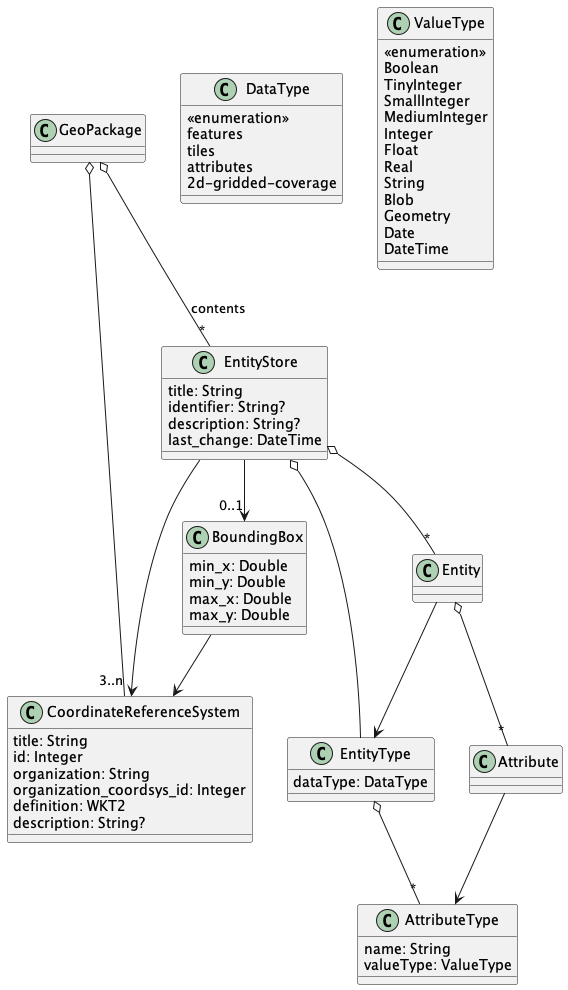 C ValueType
«enumeration»
Boolean
TinyInteger
SmallInteger
MediumInteger
Integer
Float
Real
String
Blob
Geometry
Date
DateTime
C DataType
«enumeration»
features
tiles
attributes
2d-gridded-coverage
C GeoPackage
contents
*
C EntityStore
title: String
identifier: String?
description: String?
last_change: DateTime
0..1
*
C BoundingBox
min_x: Double
min_y: Double
max_x: Double
max_y: Double
C Entity
3..n
*
C CoordinateReferenceSystem
title: String
id: Integer
organization: String
organization_coordsys_id: Integer
definition: WKT2
description: String?
C EntityType
dataType: DataType
C Attribute
*
C AttributeType
name: String
valueType: ValueType